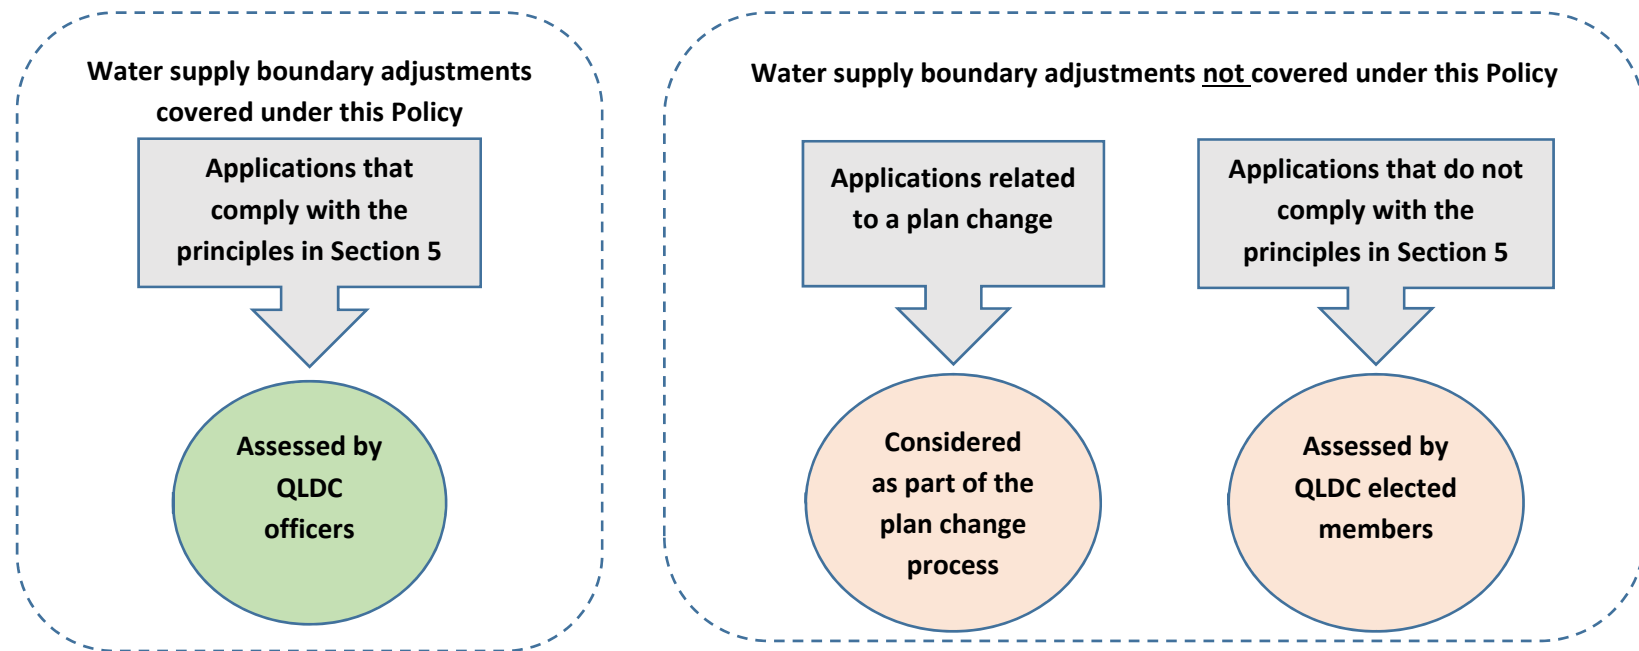 Water supply boundary adjustments
covered under this Policy
Applications that
comply with the
principles in Section 5
Assessed by
QLDC
officers
Water supply boundary adjustments not covered under this Policy
Applications related
to a plan change
Considered
as part of the
plan change
process
Applications that do not
comply with the
principles in Section 5
Assessed by
QLDC elected
members